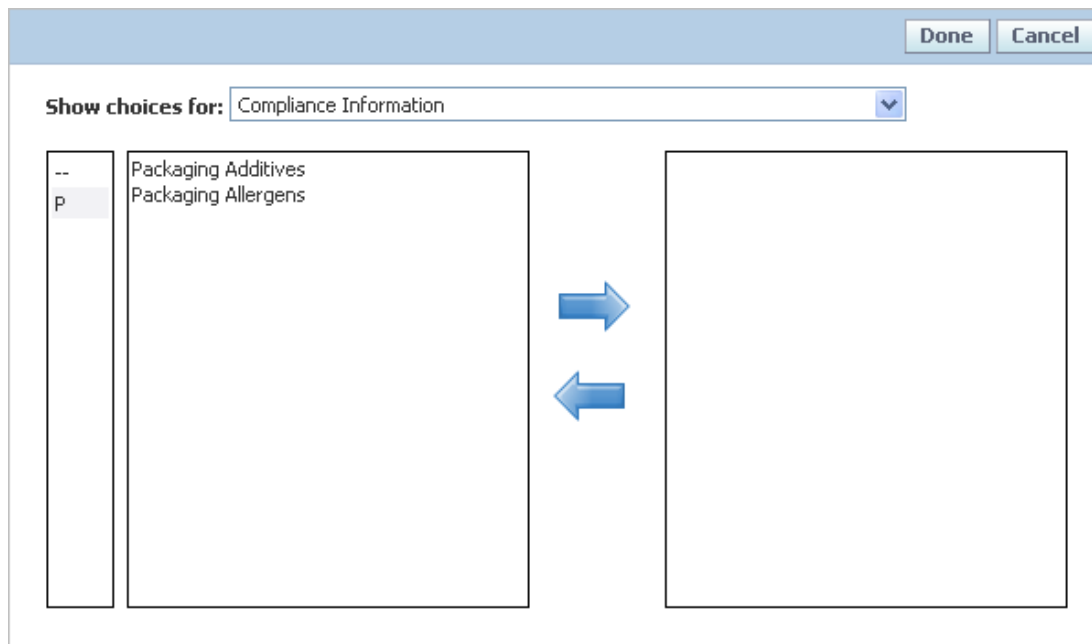 Done Cancel
Show choices for: Compliance Information
--
P
Packaging Additives
Packaging Allergens